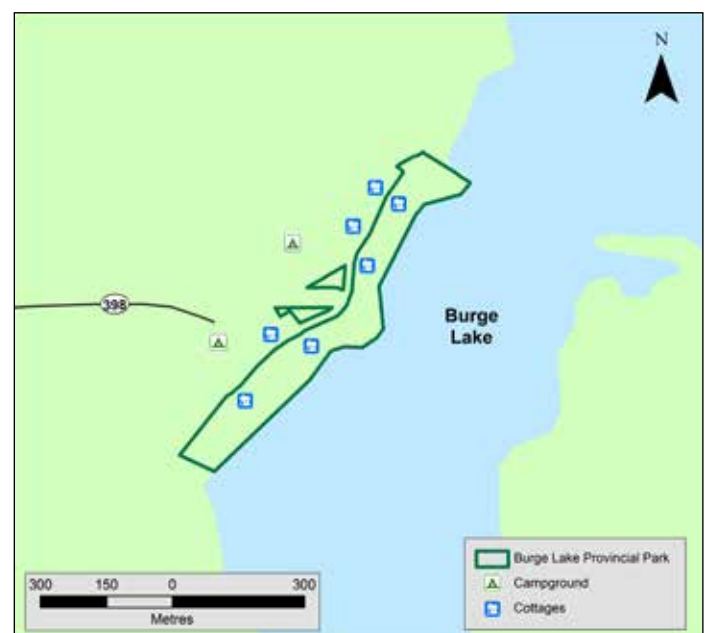 N
398
Burge
Lake
300 150 0 300
Metres
Burge Lake Provincial Park
Campground
Cottages